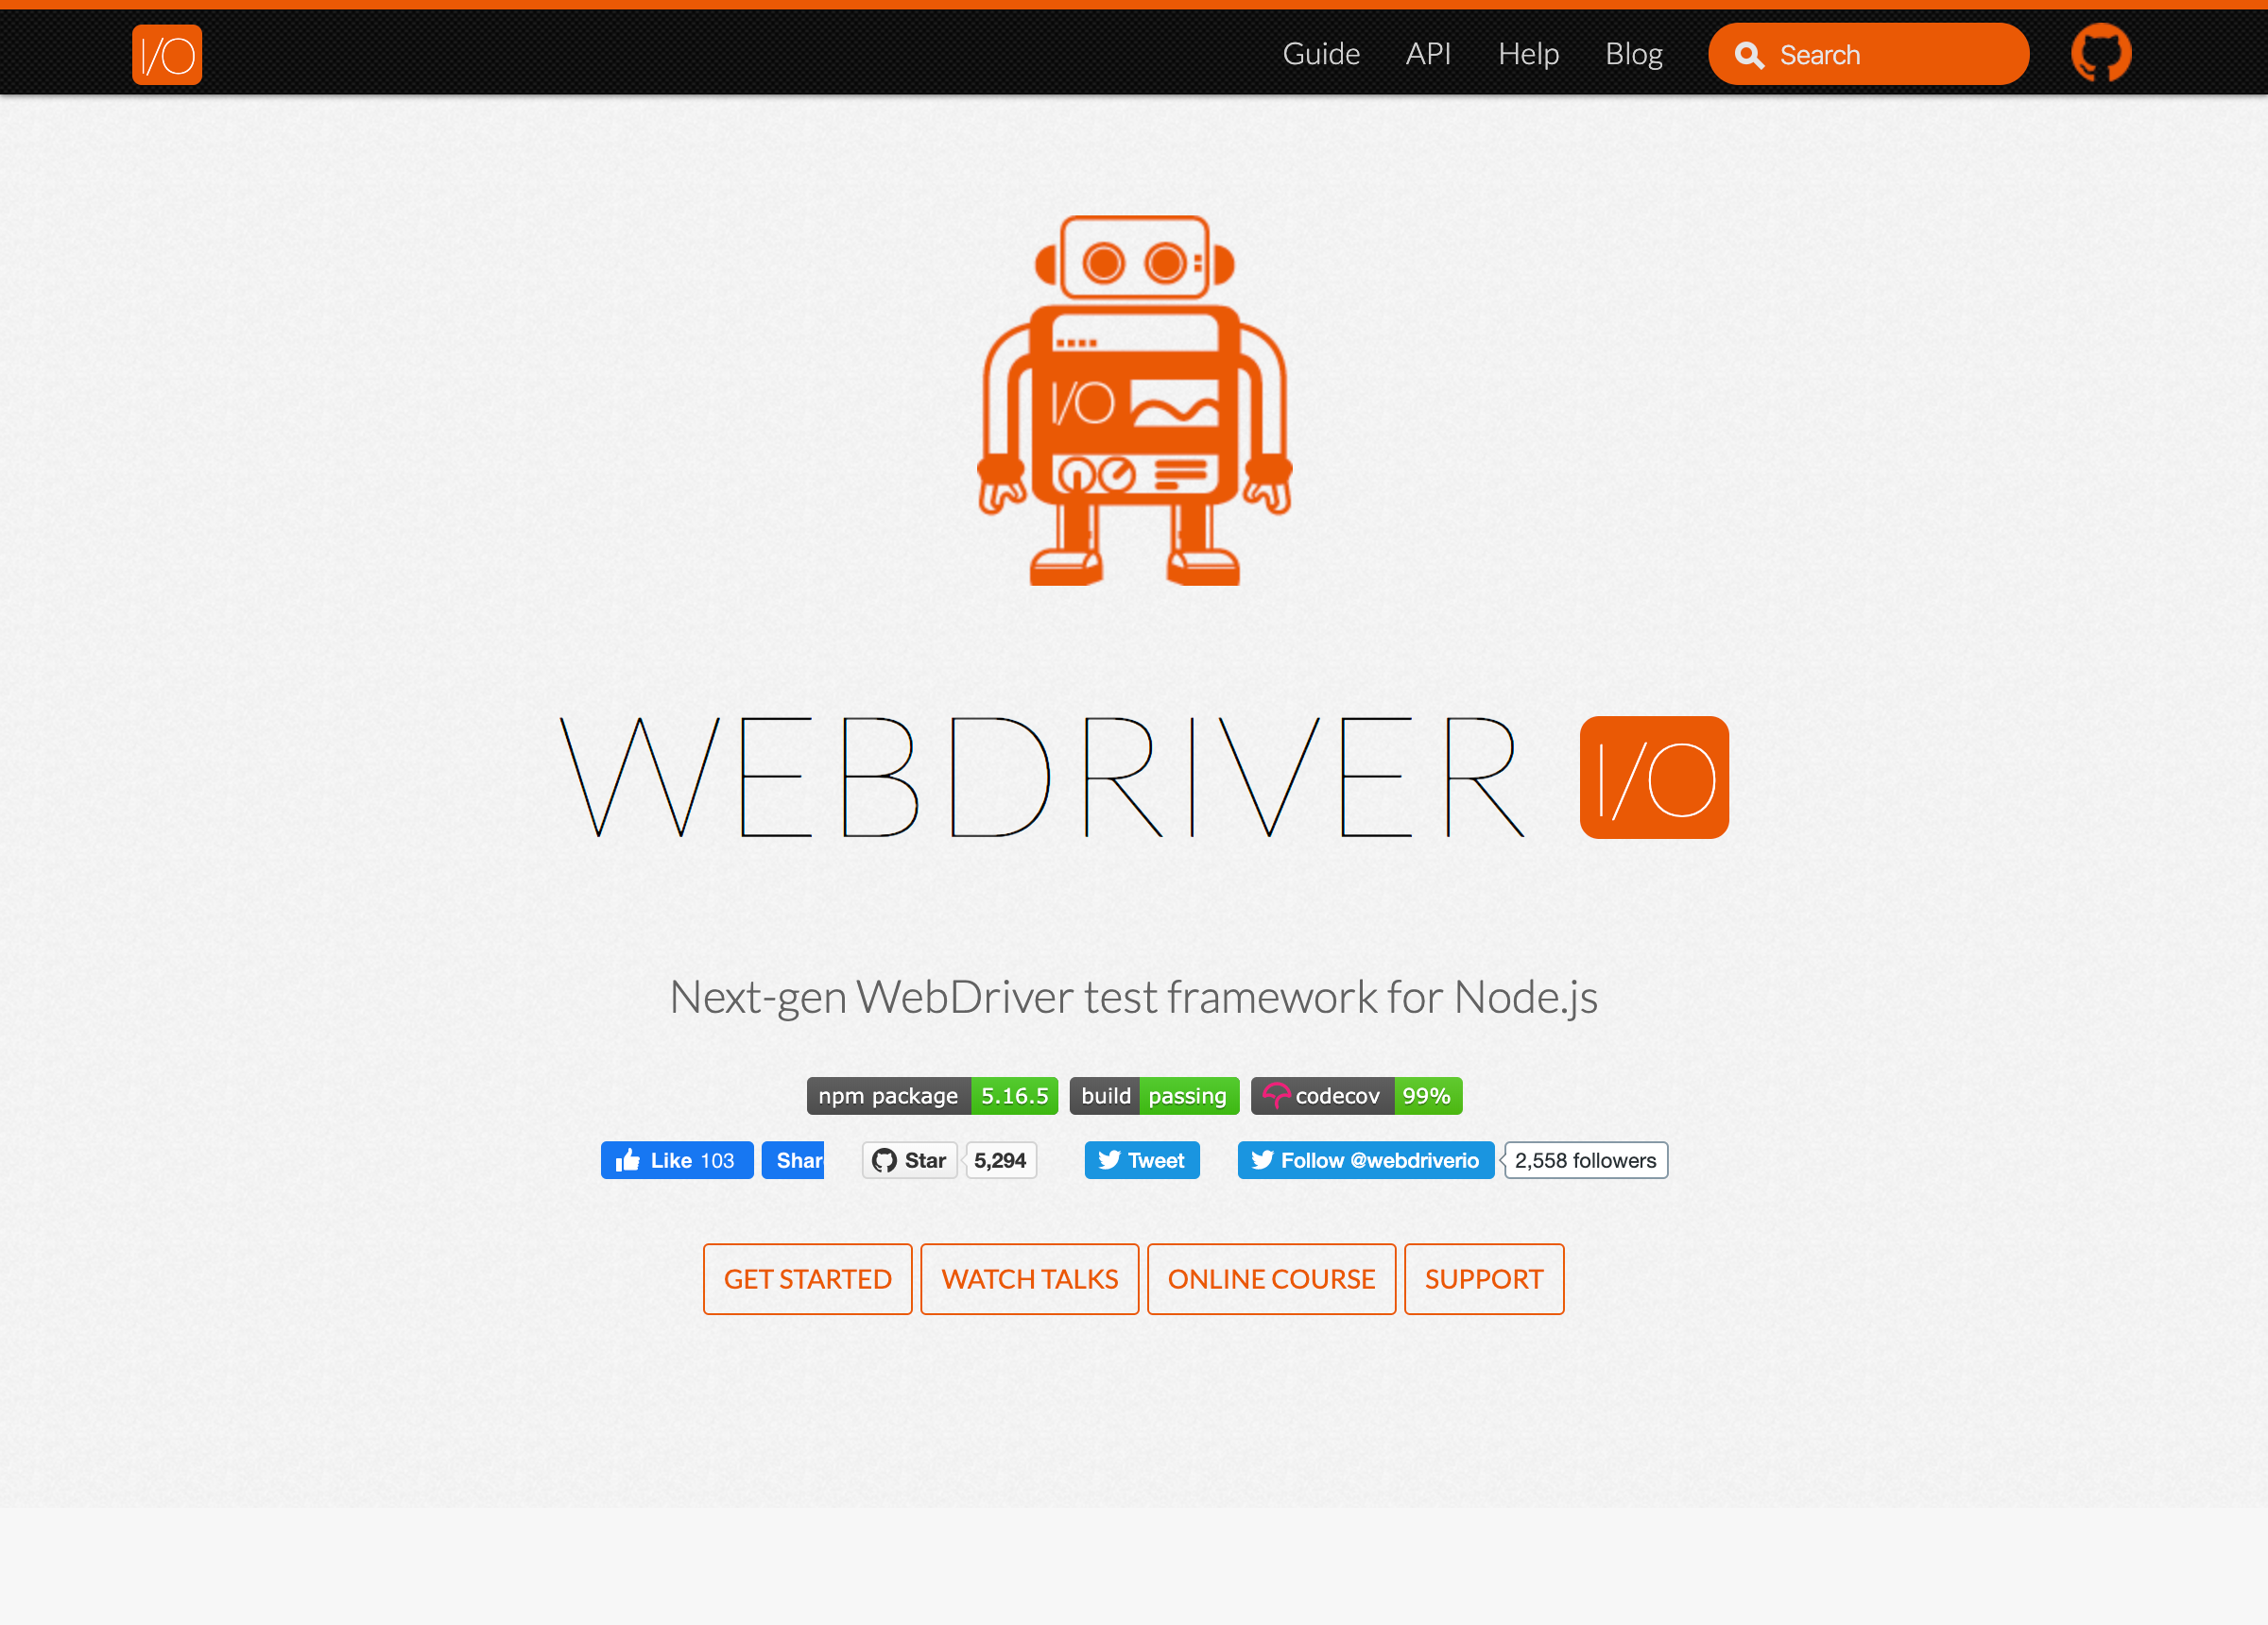 I/O Guide API Help Blog Search
I/O
WEBDRIVER I/O
Next-gen WebDriver test framework for Node.js
npm package 5.16.5 build passing codecov 99%
Like 103 Shar Star 5,294 Tweet Follow @webdriverio 2,558 followers
GET STARTED WATCH TALKS ONLINE COURSE SUPPORT